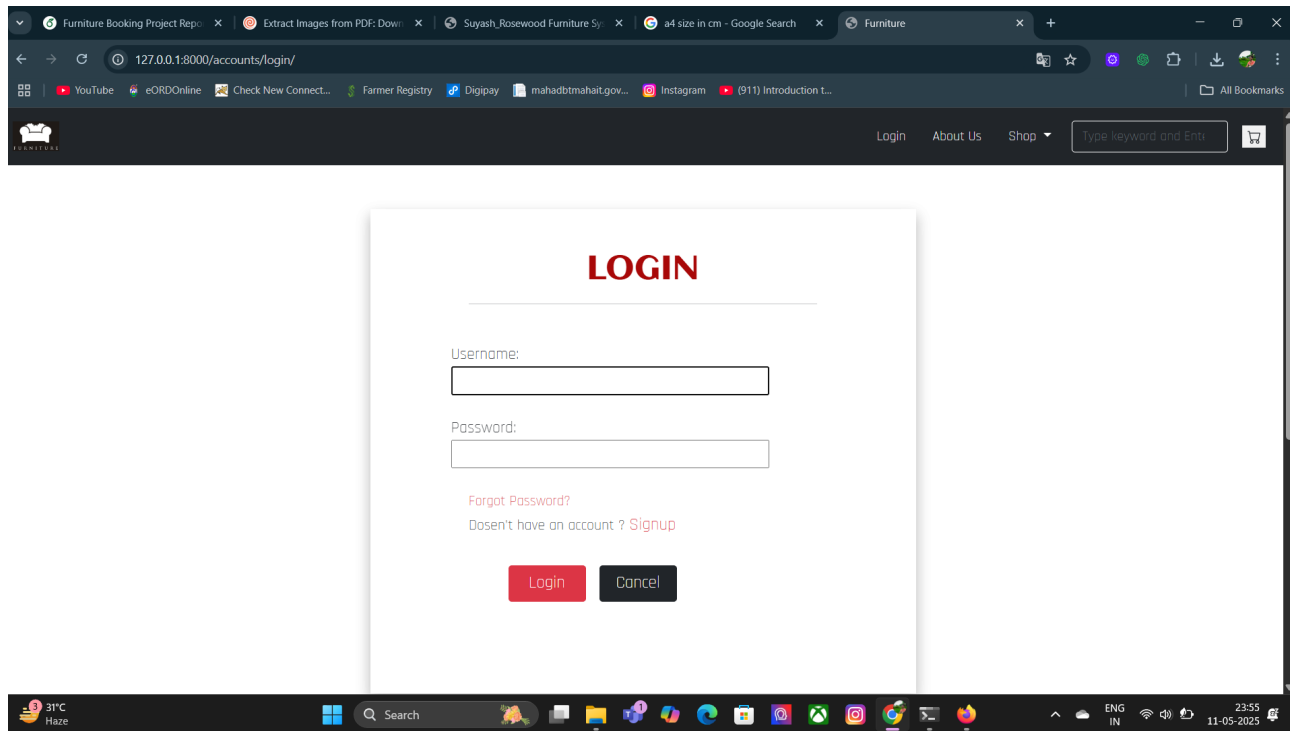 Furniture Booking Project Repo
Extract Images from PDF: Down
Suyash_Rosewood Furniture Sy
a4 size in cm - Google Search
Furniture
127.0.0.1:8000/accounts/login/
YouTube
eORDOnline
Check New Connect...
Farmer Registry
Digipay
mahadbtmahait.gov...
Instagram
(911) Introduction t...
All Bookmarks
FURNITURE
Login
About Us
Shop
Type keyword and Ente
LOGIN
Username:
Password:
Forgot Password?
Dosen't have an account ? Signup
Login
Cancel
3
31°C
Haze
Search
1
ENG
IN
23:55
11-05-2025